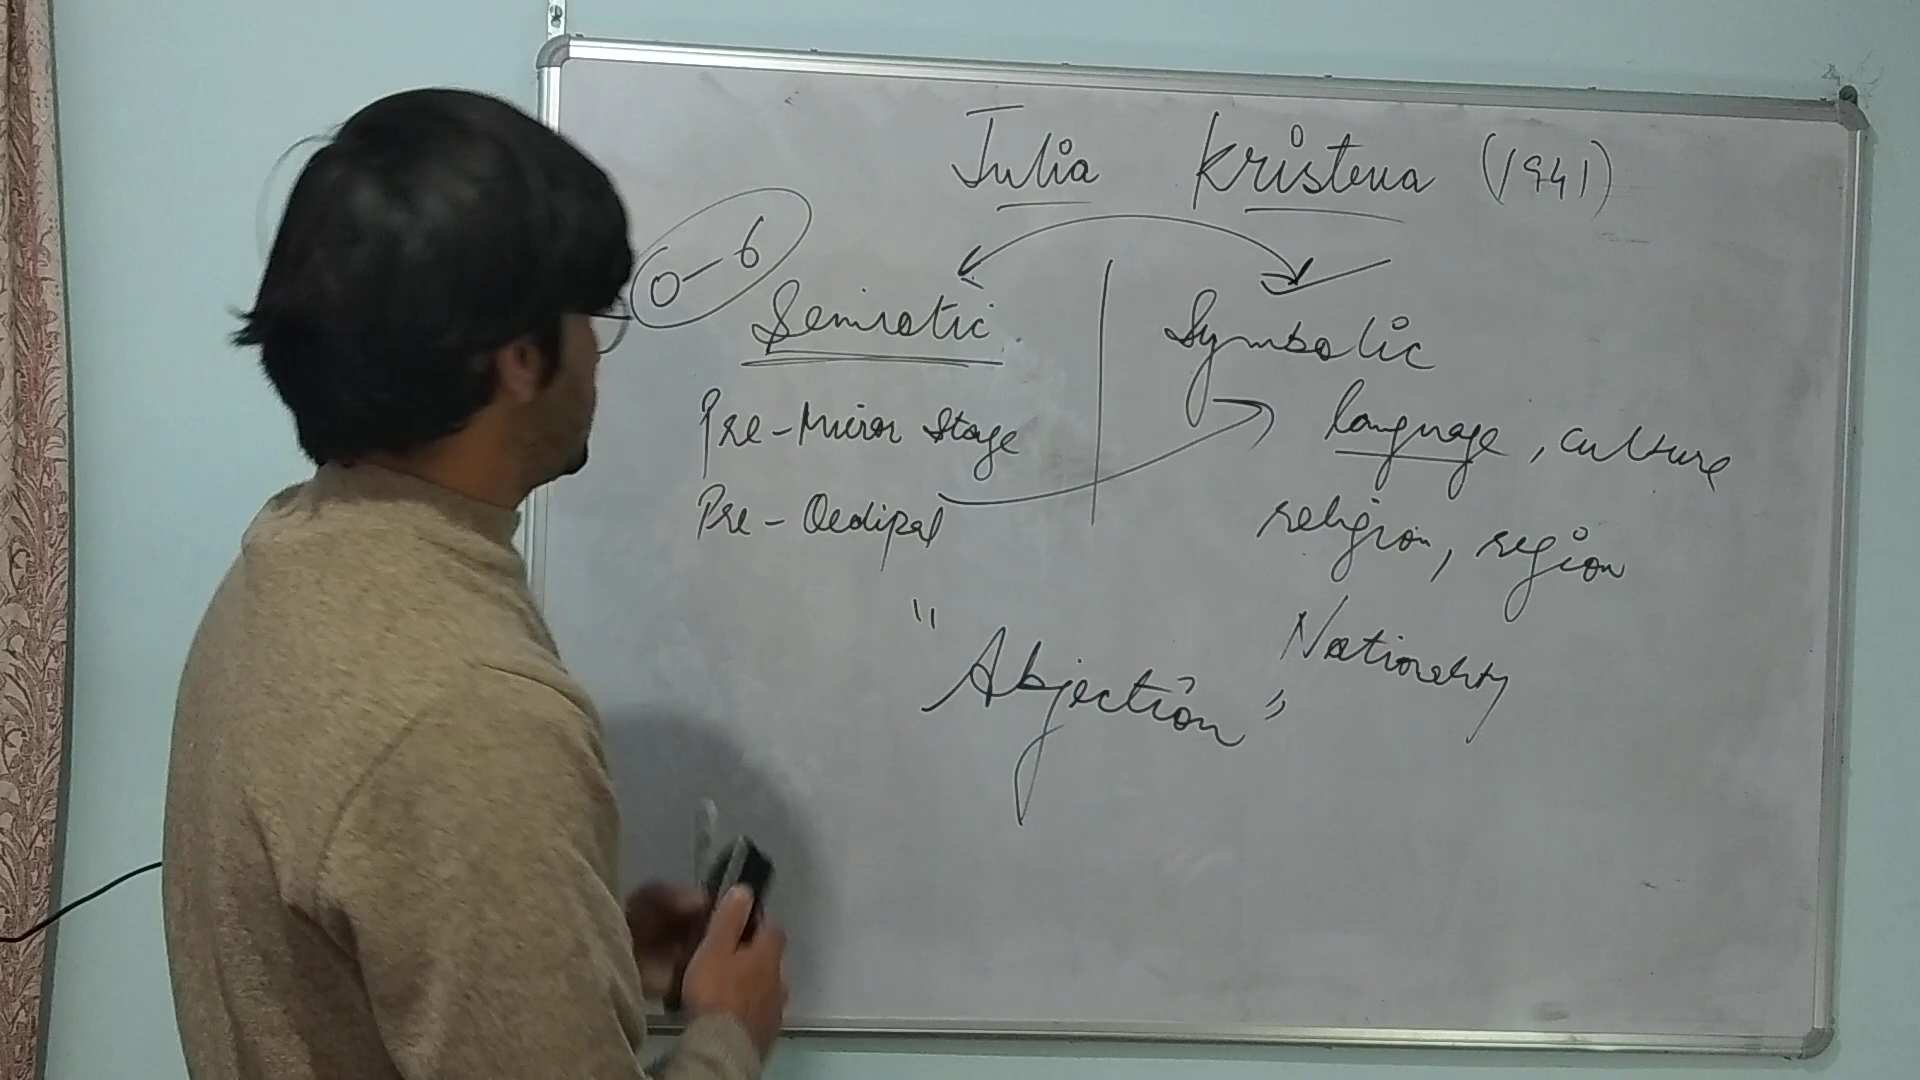 Julia Kristeva (1941)
0-6
Semiotic
Symbolic
Pre-Mirror Stage
Pre-Oedipal
language, culture
religion, region
Nationality
"Abjection"